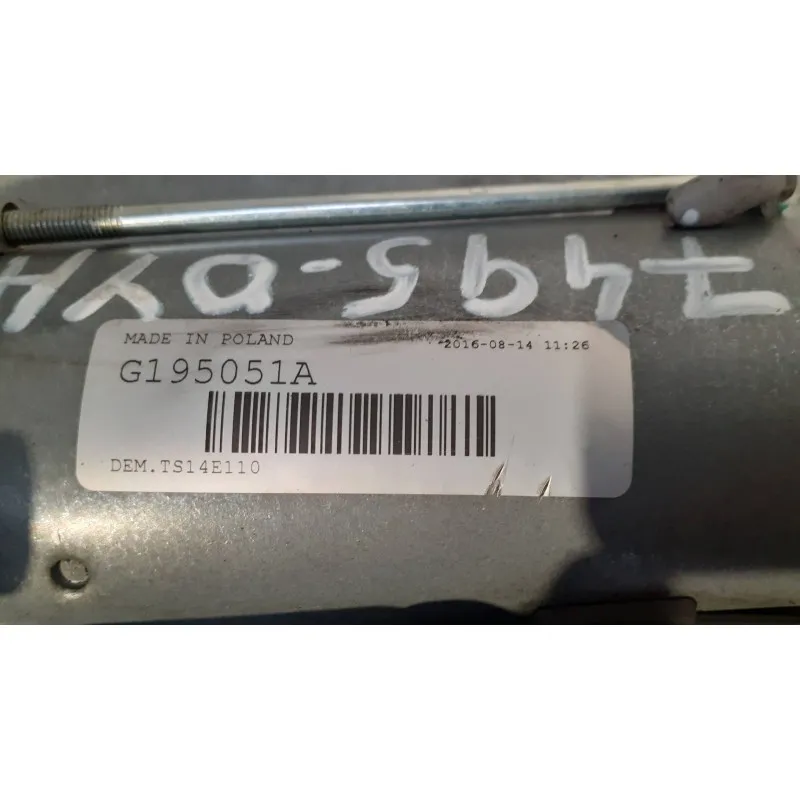 MADE IN POLAND
2016-08-14 11:26
G195051A
DEM.TS14E110